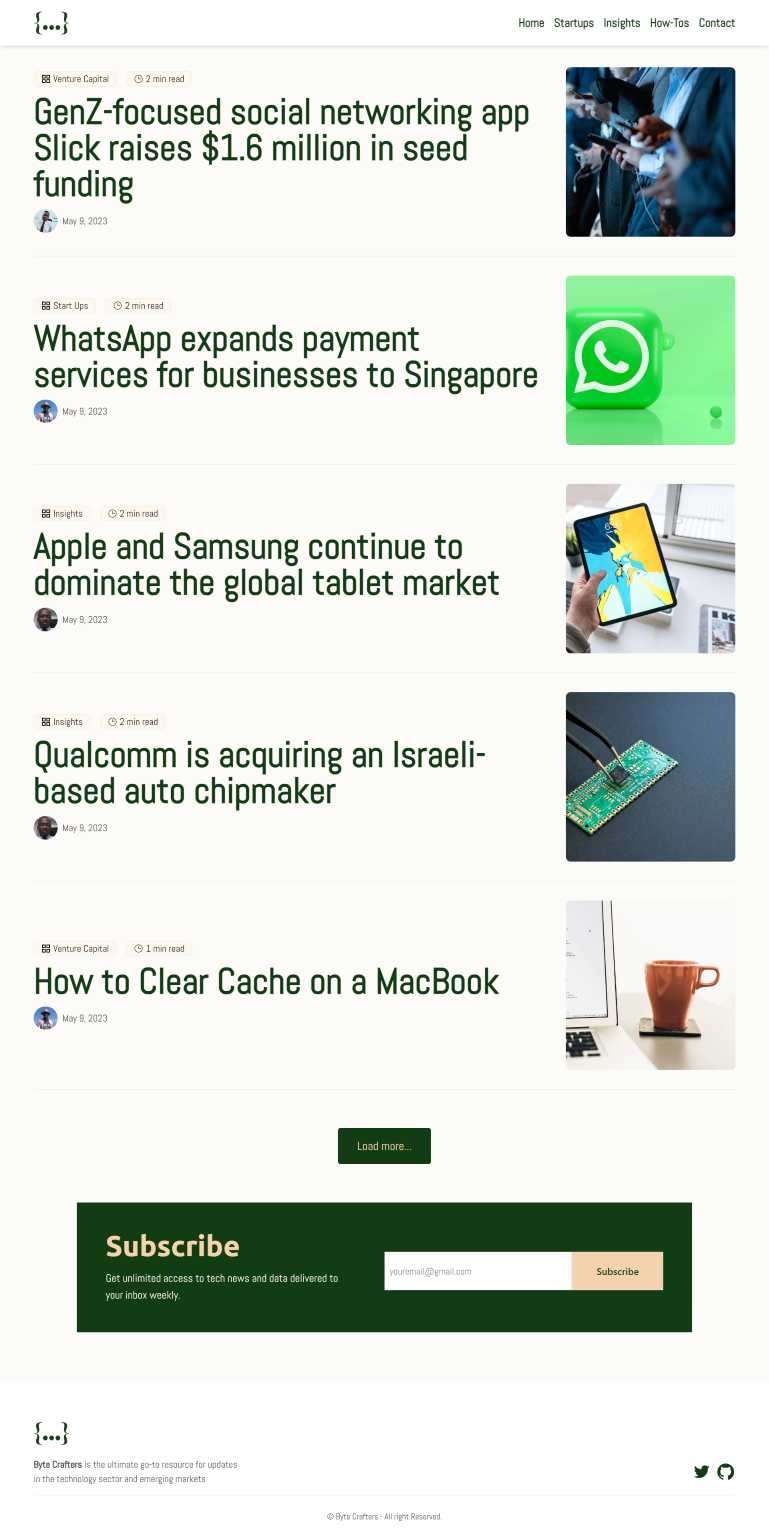 {...}
Home Startups Insights How-Tos Contact
Venture Capital 2 min read
GenZ-focused social networking app
Slick raises $1.6 million in seed
funding
May 9, 2023
Start Ups 2 min read
WhatsApp expands payment
services for businesses to Singapore
May 9, 2023
Insights 2 min read
Apple and Samsung continue to
dominate the global tablet market
May 9, 2023
Insights 2 min read
Qualcomm is acquiring an Israeli-
based auto chipmaker
May 9, 2023
Venture Capital 1 min read
How to Clear Cache on a MacBook
May 9, 2023
Load more...
Subscribe
Get unlimited access to tech news and data delivered to
your inbox weekly.
youremail@gmail.com
Subscribe
{...}
Byte Crafters is the ultimate go-to resource for updates
in the technology sector and emerging markets
© Byte Crafters - All right Reserved.